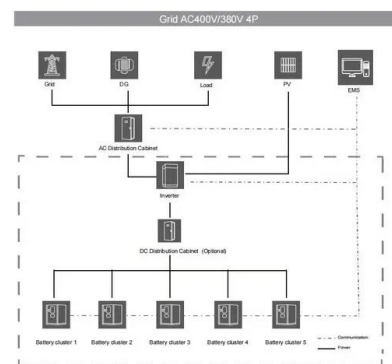 Grid AC400V/380V 4P
Grid DG Load PV EMS
AC Distribution Cabinet
Inverter
DC Distribution Cabinet (Optional)
Battery cluster 1 Battery cluster 2 Battery cluster 3 Battery cluster 4 Battery cluster 5
Communication
Power